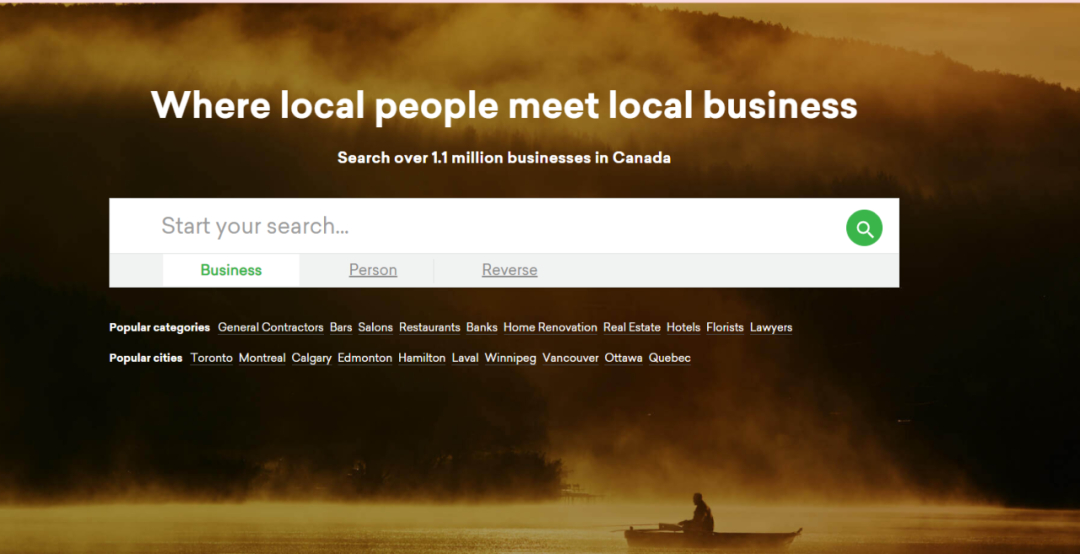 Where local people meet local business
Search over 1.1 million businesses in Canada
Start your search...
Business Person Reverse
Popular categories General Contractors Bars Salons Restaurants Banks Home Renovation Real Estate Hotels Florists Lawyers
Popular cities Toronto Montreal Calgary Edmonton Hamilton Laval Winnipeg Vancouver Ottawa Quebec